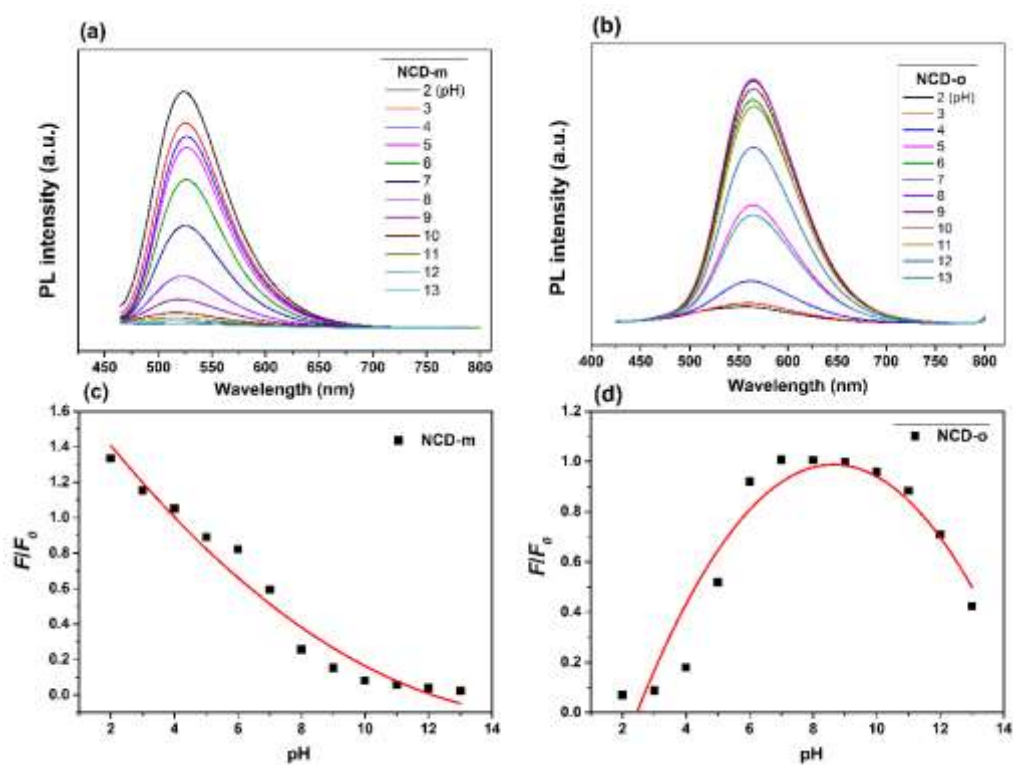 (a)
NCD-m
2 (pH)
3
4
5
6
7
8
9
10
11
12
13
PL intensity (a.u.)
450 500 550 600 650 700 750 800
Wavelength (nm)
(b)
NCD-o
2 (pH)
3
4
5
6
7
8
9
10
11
12
13
PL intensity (a.u.)
400 450 500 550 600 650 700 750 800
Wavelength (nm)
(c)
NCD-m
1.6
1.4
1.2
1.0
0.8
0.6
0.4
0.2
0.0
F/F0
2 4 6 8 10 12 14
pH
(d)
NCD-o
1.2
1.0
0.8
0.6
0.4
0.2
0.0
F/F0
2 4 6 8 10 12 14
pH